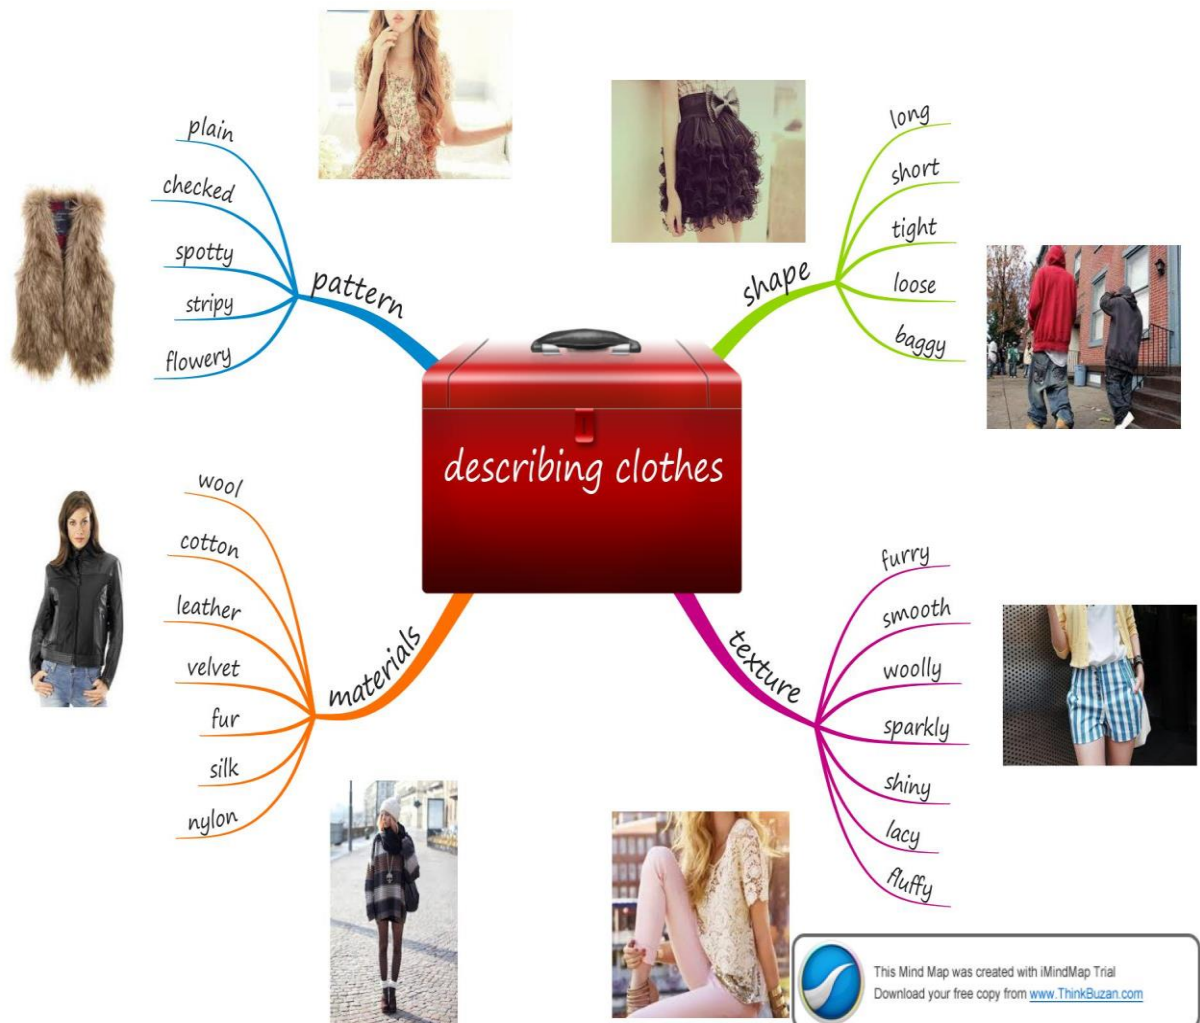 describing clothes
pattern
plain
checked
spotty
stripy
flowery
shape
long
short
tight
loose
baggy
materials
wool
cotton
leather
velvet
fur
silk
nylon
texture
furry
smooth
woolly
sparkly
shiny
lacy
fluffy
This Mind Map was created with iMindMap Trial
Download your free copy from www.ThinkBuzan.com